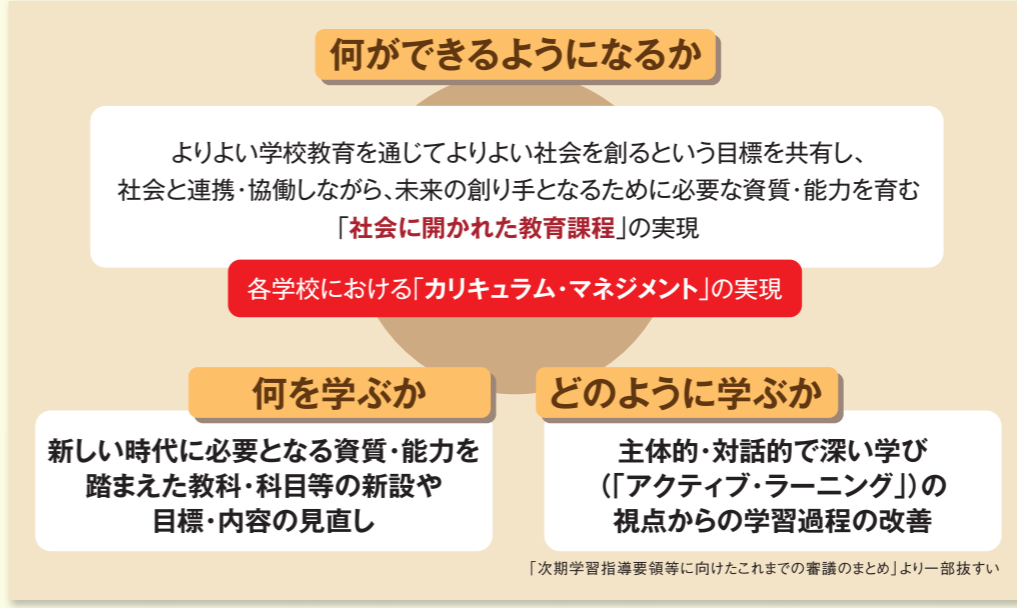 何ができるようになるか
よりよい学校教育を通じてよりよい社会を創るという目標を共有し、
社会と連携・協働しながら、未来の創り手となるために必要な資質・能力を育む
「社会に開かれた教育課程」の実現
各学校における「カリキュラム・マネジメント」の実現
何を学ぶか
新しい時代に必要となる資質・能力を
踏まえた教科・科目等の新設や
目標・内容の見直し
どのように学ぶか
主体的・対話的で深い学び
（「アクティブ・ラーニング」）の
視点からの学習過程の改善
「次期学習指導要領等に向けたこれまでの審議のまとめ」より一部抜すい